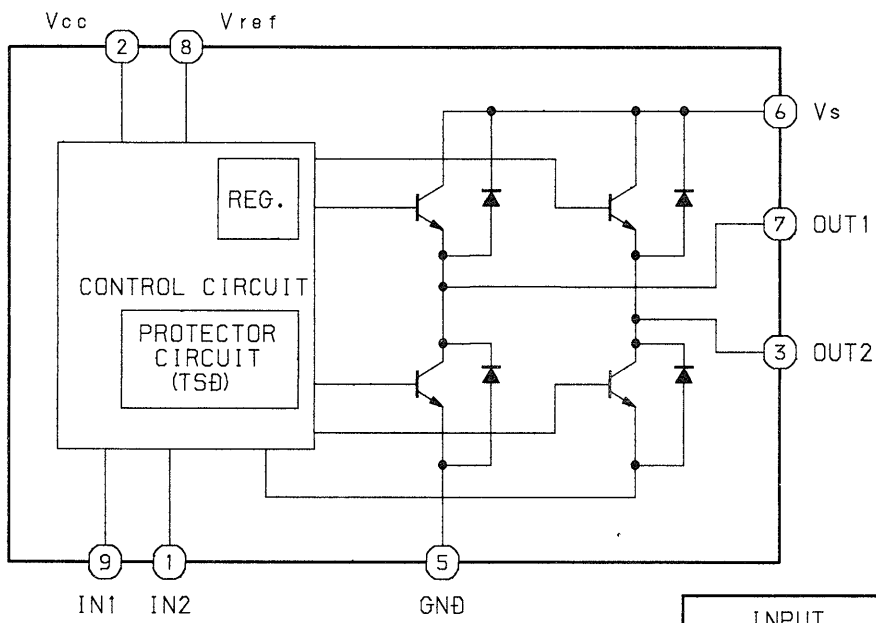 Vcc Vref
2 8
6 Vs
REG.
7 OUT1
CONTROL CIRCUIT
PROTECTOR
CIRCUIT
(TSD)
3 OUT2
9 1 5
IN1 IN2 GND
INPUT